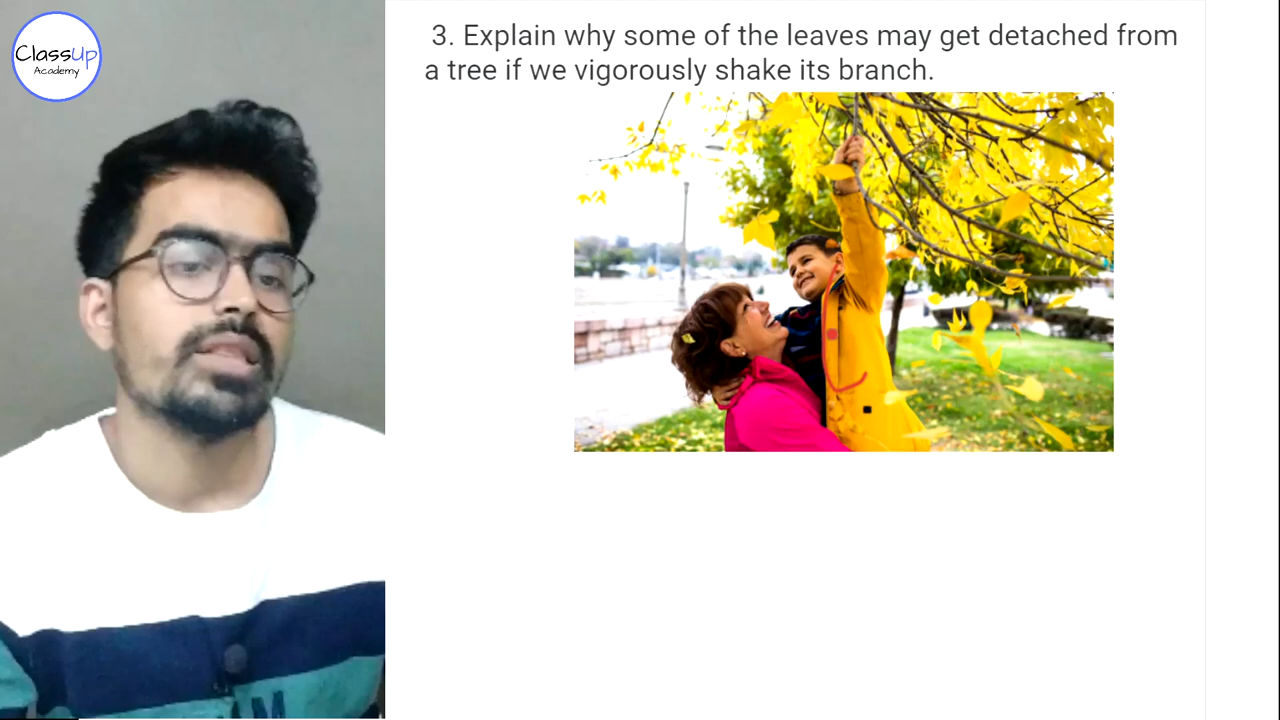 ClassUp
Academy
3. Explain why some of the leaves may get detached from
a tree if we vigorously shake its branch.